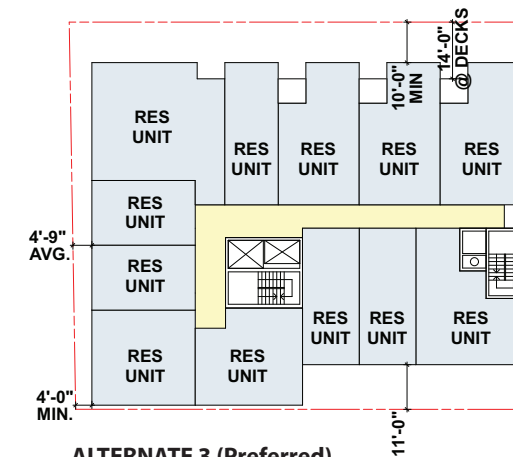 14'-0"
@ DECKS
10'-0"
MIN
RES
UNIT
RES
UNIT
RES
UNIT
RES
UNIT
RES
UNIT
RES
UNIT
4'-9"
AVG.
RES
UNIT
RES
UNIT
RES
UNIT
RES
UNIT
RES
UNIT
RES
UNIT
4'-0"
MIN.
11'-0"
ALTERNATE 3 (Preferred)